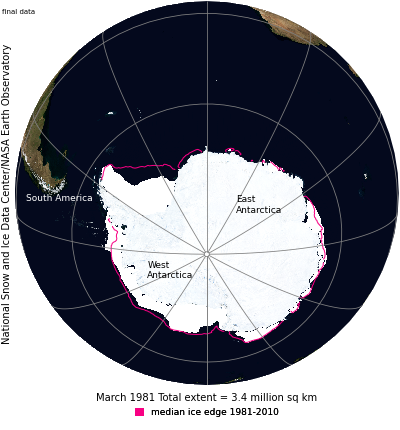 final data
National Snow and Ice Data Center/NASA Earth Observatory
South America
East
Antarctica
West
Antarctica
March 1981 Total extent = 3.4 million sq km
median ice edge 1981-2010